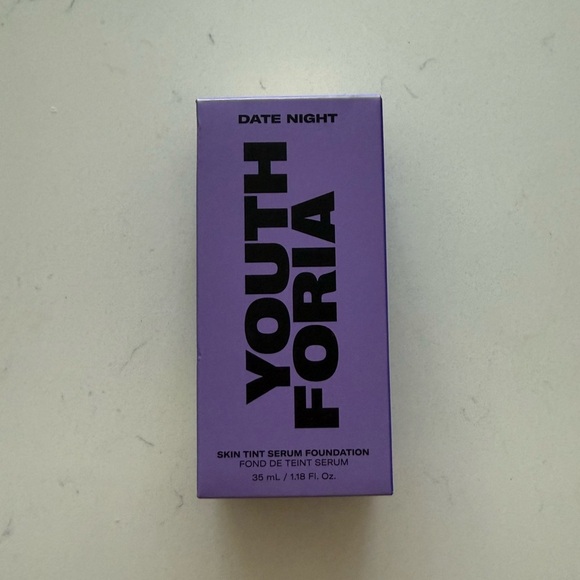 DATE NIGHT
YOUTH
FORIA
SKIN TINT SERUM FOUNDATION
FOND DE TEINT SERUM
35 mL / 1.18 Fl. Oz.